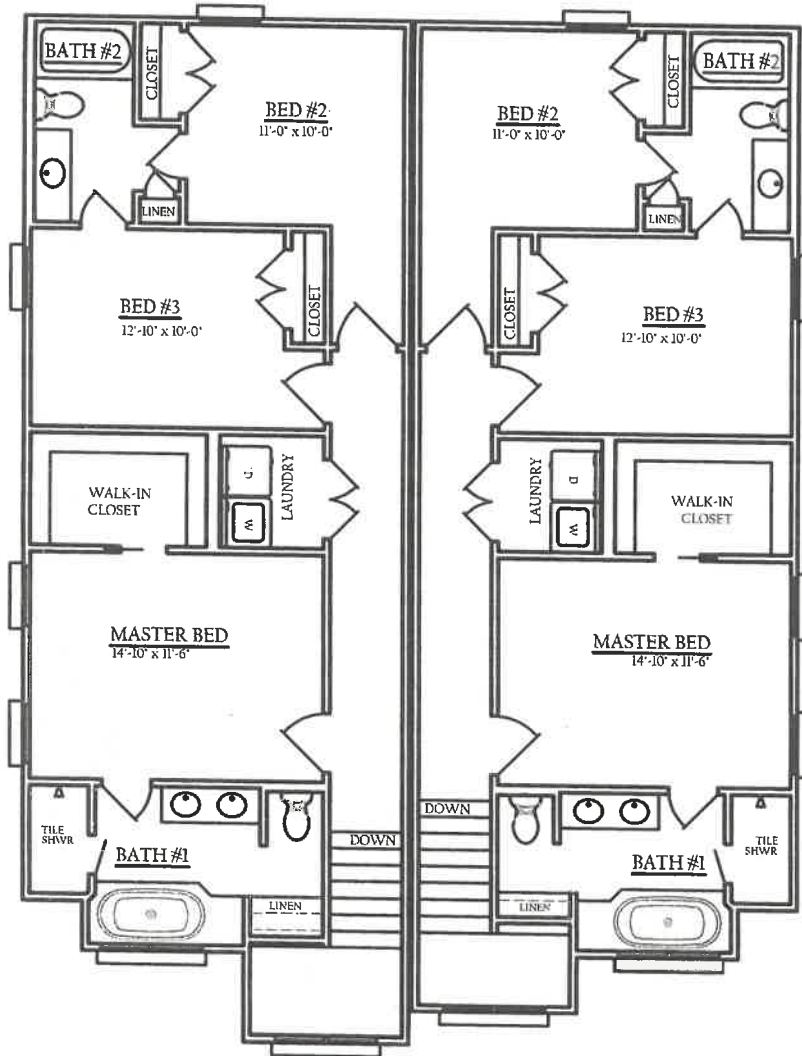 BATH #2
CLOSET
BED #2
11'-0" x 10'-0"
LINEN
BED #3
12'-10" x 10'-0"
CLOSET
WALK-IN
CLOSET
D
W
LAUNDRY
MASTER BED
14'-10" x 11'-6"
TILE
SHWR
BATH #1
LINEN
DOWN
BED #2
11'-0" x 10'-0"
CLOSET
BATH #2
LINEN
CLOSET
BED #3
12'-10" x 10'-0"
LAUNDRY
D
W
WALK-IN
CLOSET
MASTER BED
14'-10" x 11'-6"
DOWN
BATH #1
TILE
SHWR
LINEN